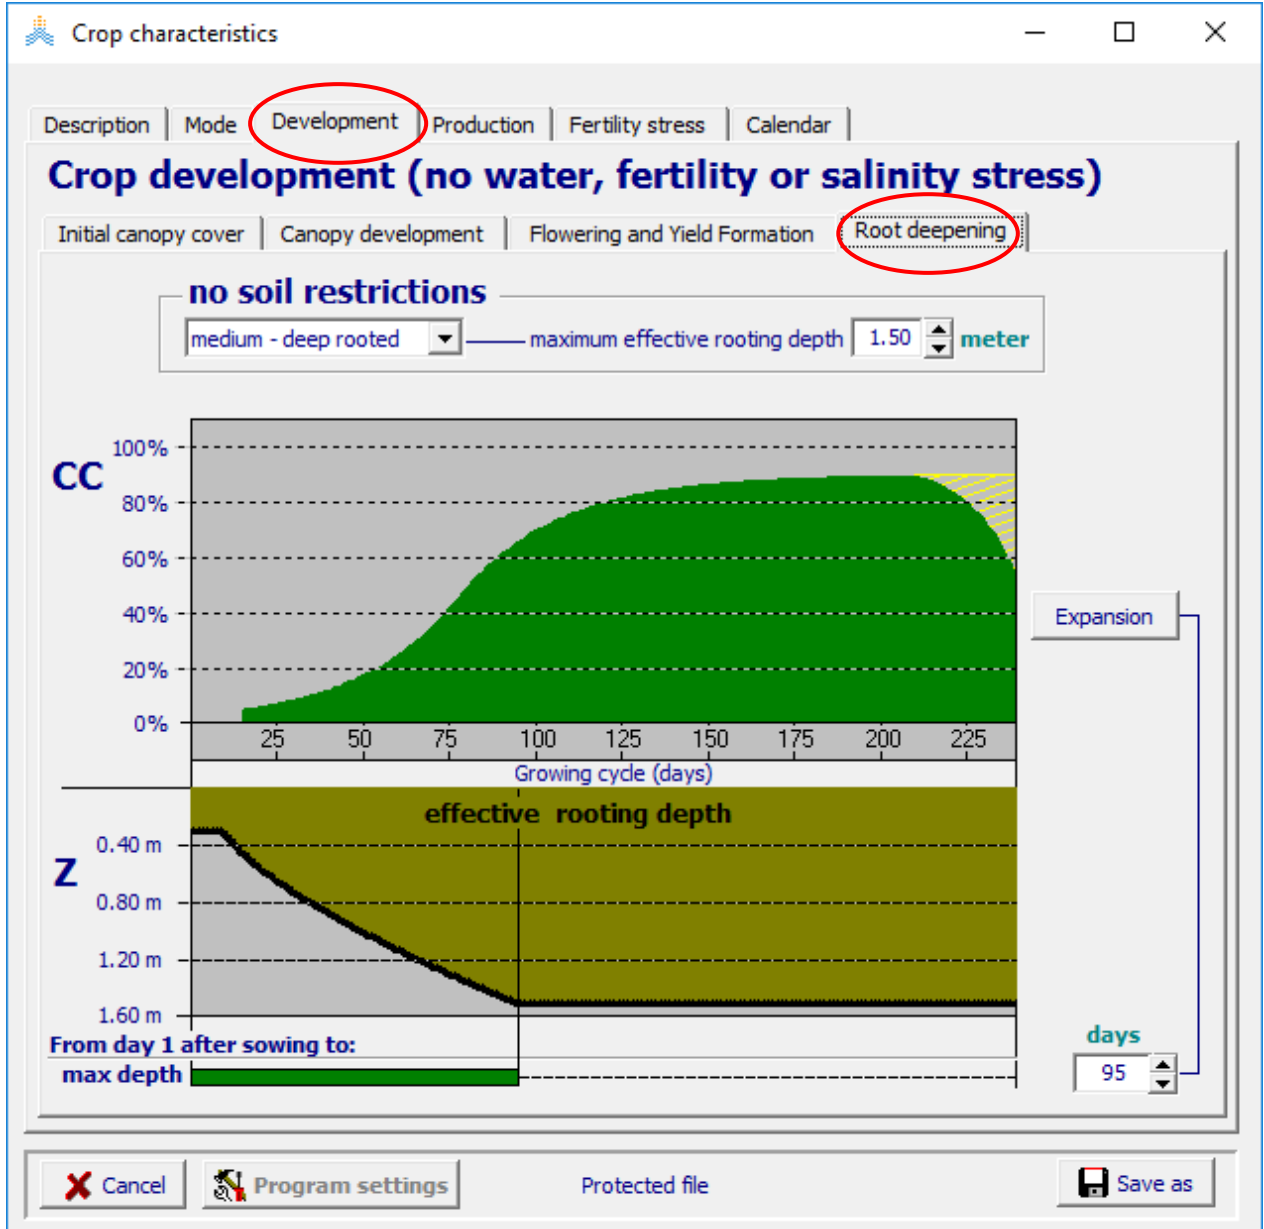 Crop characteristics
Description Mode Development Production Fertility stress Calendar
Crop development (no water, fertility or salinity stress)
Initial canopy cover Canopy development Flowering and Yield Formation Root deepening
no soil restrictions
medium - deep rooted maximum effective rooting depth 1.50 meter
CC
100%
80%
60%
40%
20%
0%
Expansion
25 50 75 100 125 150 175 200 225
Growing cycle (days)
effective rooting depth
Z
0.40 m
0.80 m
1.20 m
1.60 m
From day 1 after sowing to:
days
max depth
95
Cancel Program settings Protected file Save as